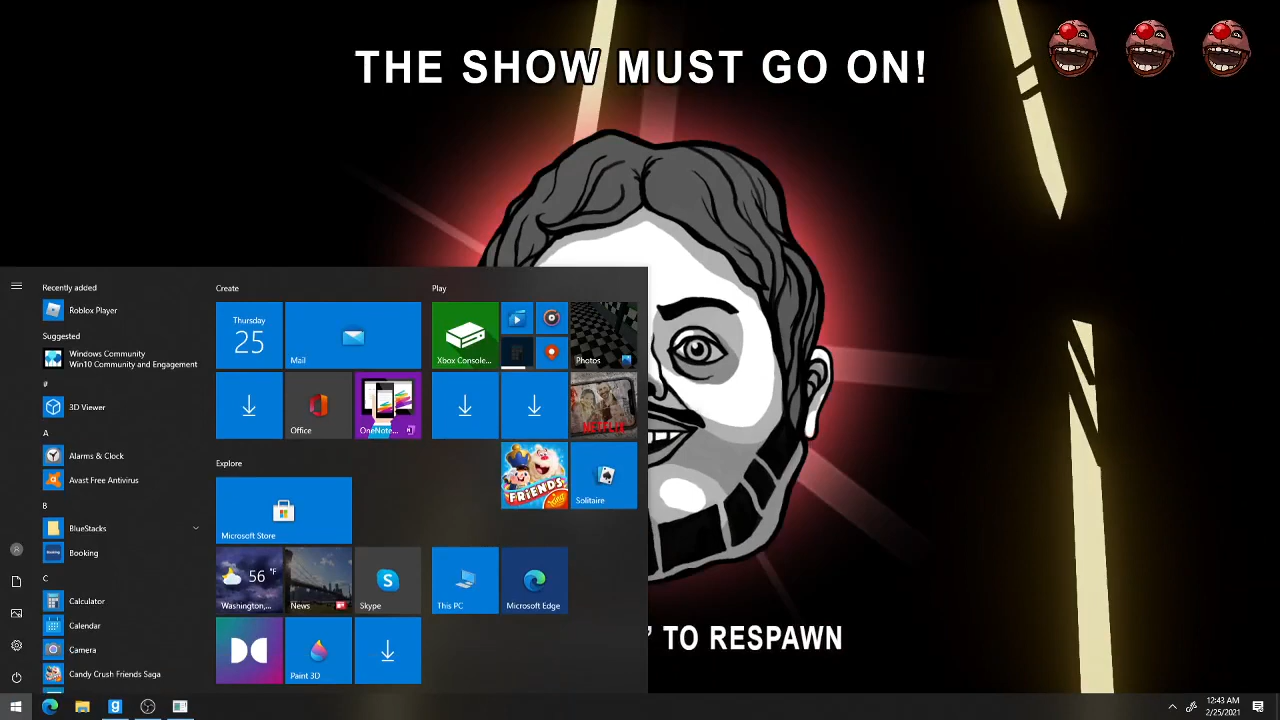 THE SHOW MUST GO ON!
Recently added
Roblox Player
Suggested
Windows Community
Win10 Community and Engagement
#
3D Viewer
A
Alarms & Clock
Avast Free Antivirus
B
BlueStacks
Booking
C
Calculator
Calendar
Camera
Candy Crush Friends Saga
Create
Thursday
25
Mail
Office
OneNote...
Explore
Microsoft Store
56 °F
Washington,...
News
Skype
Paint 3D
Play
Xbox Console...
Photos
NETFLIX
FRIENDS
Solitaire
This PC
Microsoft Edge
TO RESPAWN
12:43 AM
2/25/2021